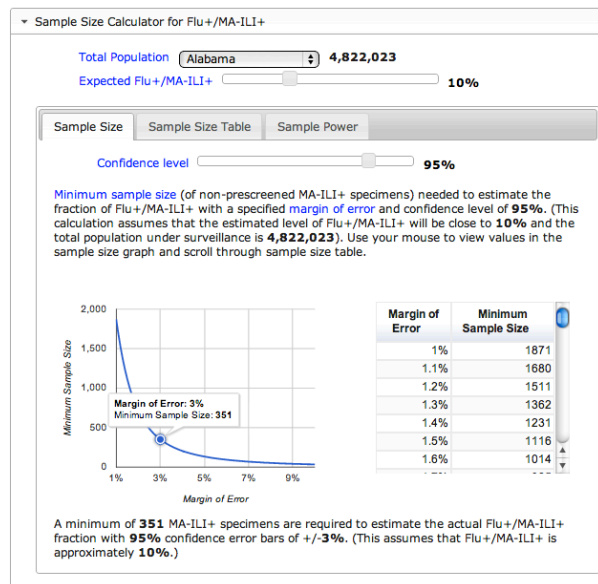 Sample Size Calculator for Flu+/MA-ILI+
Total Population Alabama 4,822,023
Expected Flu+/MA-ILI+ 10%
Sample Size Sample Size Table Sample Power
Confidence level 95%
Minimum sample size (of non-prescreened MA-ILI+ specimens) needed to estimate the
fraction of Flu+/MA-ILI+ with a specified margin of error and confidence level of 95%. (This
calculation assumes that the estimated level of Flu+/MA-ILI+ will be close to 10% and the
total population under surveillance is 4,822,023). Use your mouse to view values in the
sample size graph and scroll through sample size table.
Minimum Sample Size
2,000
1,500
1,000
500
0
Margin of Error: 3%
Minimum Sample Size: 351
1% 3% 5% 7% 9%
Margin of Error
Margin of Error Minimum Sample Size
1% 1871
1.1% 1680
1.2% 1511
1.3% 1362
1.4% 1231
1.5% 1116
1.6% 1014
A minimum of 351 MA-ILI+ specimens are required to estimate the actual Flu+/MA-ILI+
fraction with 95% confidence error bars of +/-3%. (This assumes that Flu+/MA-ILI+ is
approximately 10%.)